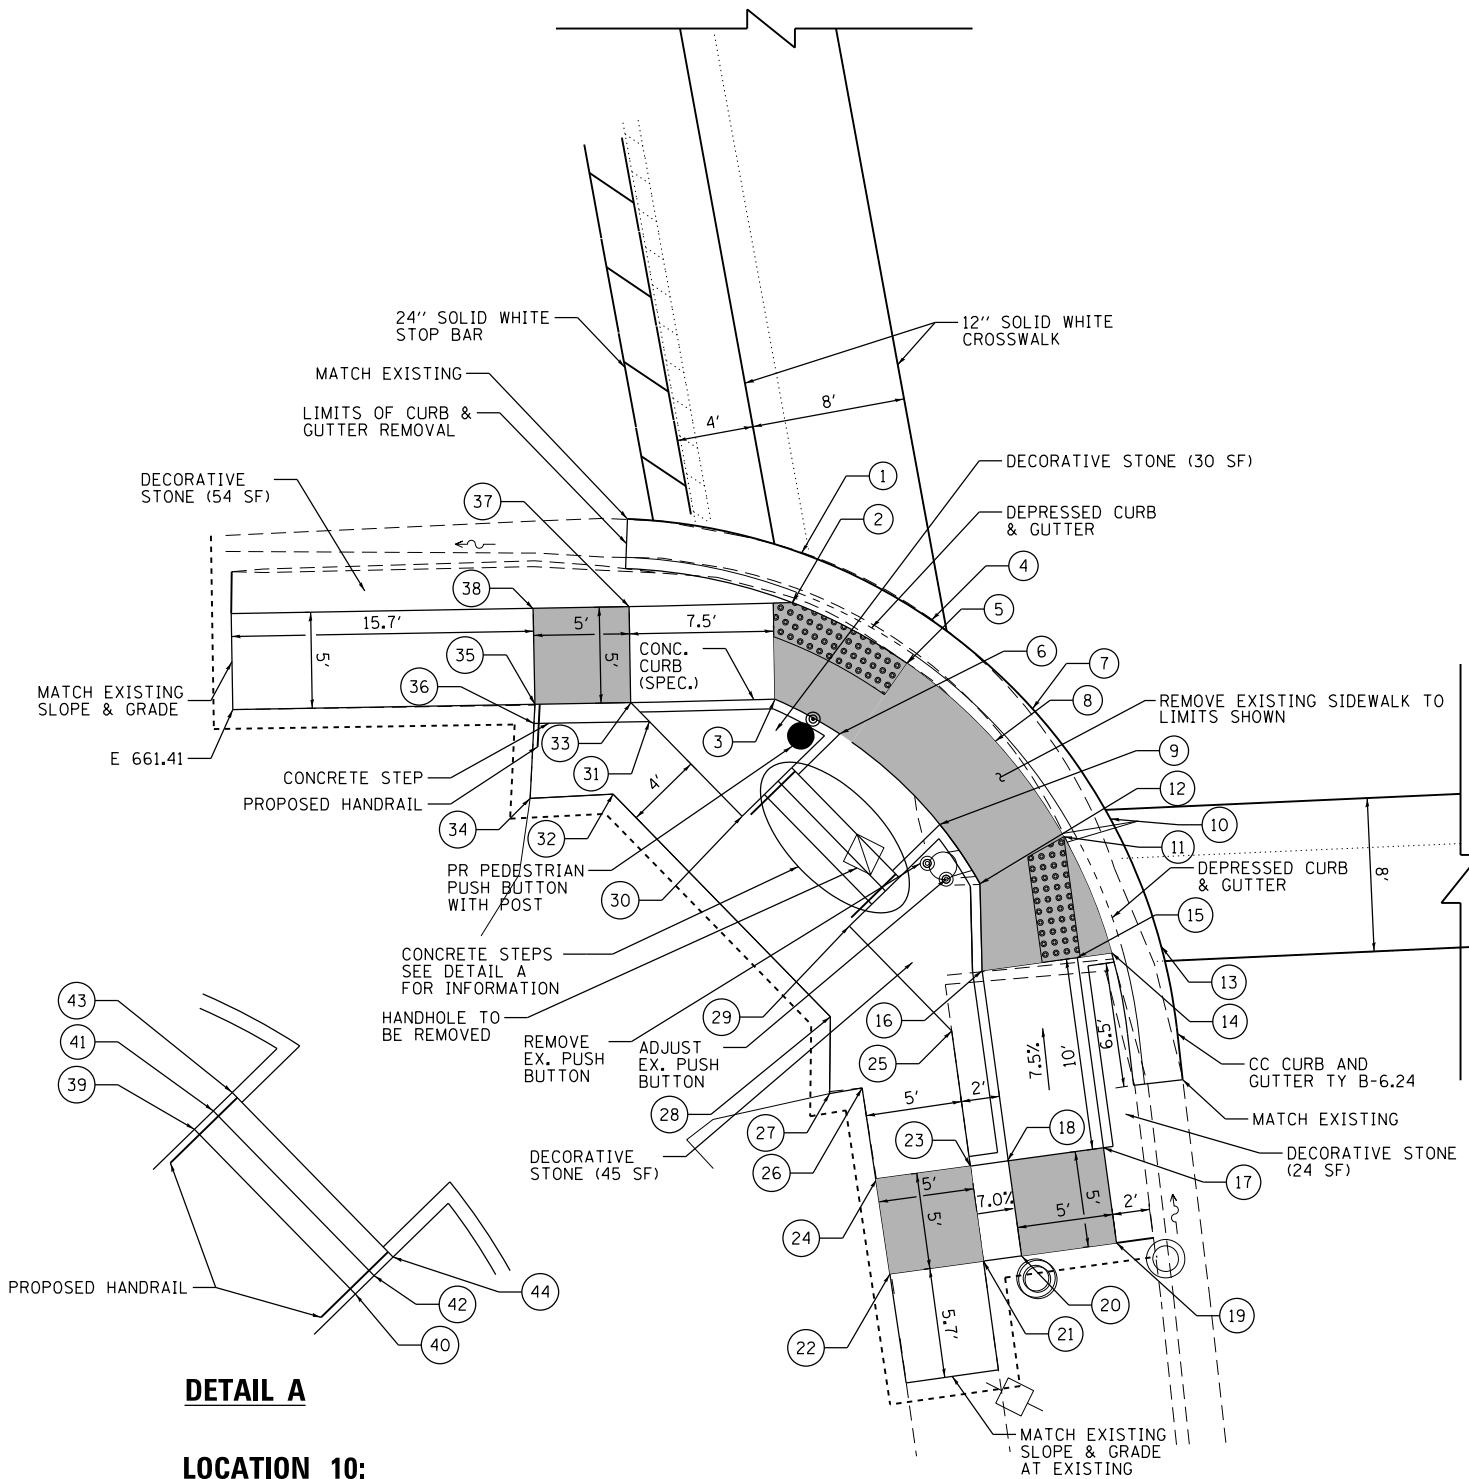 24'' SOLID WHITE
STOP BAR
12'' SOLID WHITE
CROSSWALK
MATCH EXISTING
8'
LIMITS OF CURB &
GUTTER REMOVAL
4'
DECORATIVE STONE (30 SF)
1
DECORATIVE
STONE (54 SF)
37
2
DEPRESSED CURB
& GUTTER
4
38
5
15.7'
5'
7.5'
5'
5'
6
35
CONC.
CURB
(SPEC.)
7
8
MATCH EXISTING
SLOPE & GRADE
36
REMOVE EXISTING SIDEWALK TO
LIMITS SHOWN
E 661.41
33
3
9
CONCRETE STEP
31
4'
12
PROPOSED HANDRAIL
34
32
10
11
PR PEDESTRIAN
PUSH BUTTON
WITH POST
DEPRESSED CURB
& GUTTER
8'
30
15
CONCRETE STEPS
SEE DETAIL A
FOR INFORMATION
13
43
29
16
14
HANDHOLE TO
BE REMOVED
41
REMOVE
EX. PUSH
BUTTON
ADJUST
EX. PUSH
BUTTON
25
7.5%
10'
6.5'
CC CURB AND
GUTTER TY B-6.24
39
28
5'
2'
MATCH EXISTING
27
23
18
DECORATIVE
STONE (45 SF)
26
DECORATIVE STONE
(24 SF)
17
5'
5'
7.0%
5'
5'
2'
24
PROPOSED HANDRAIL
44
42
20
19
40
22
5.7'
21
DETAIL A
MATCH EXISTING
SLOPE & GRADE
AT EXISTING
LOCATION 10: